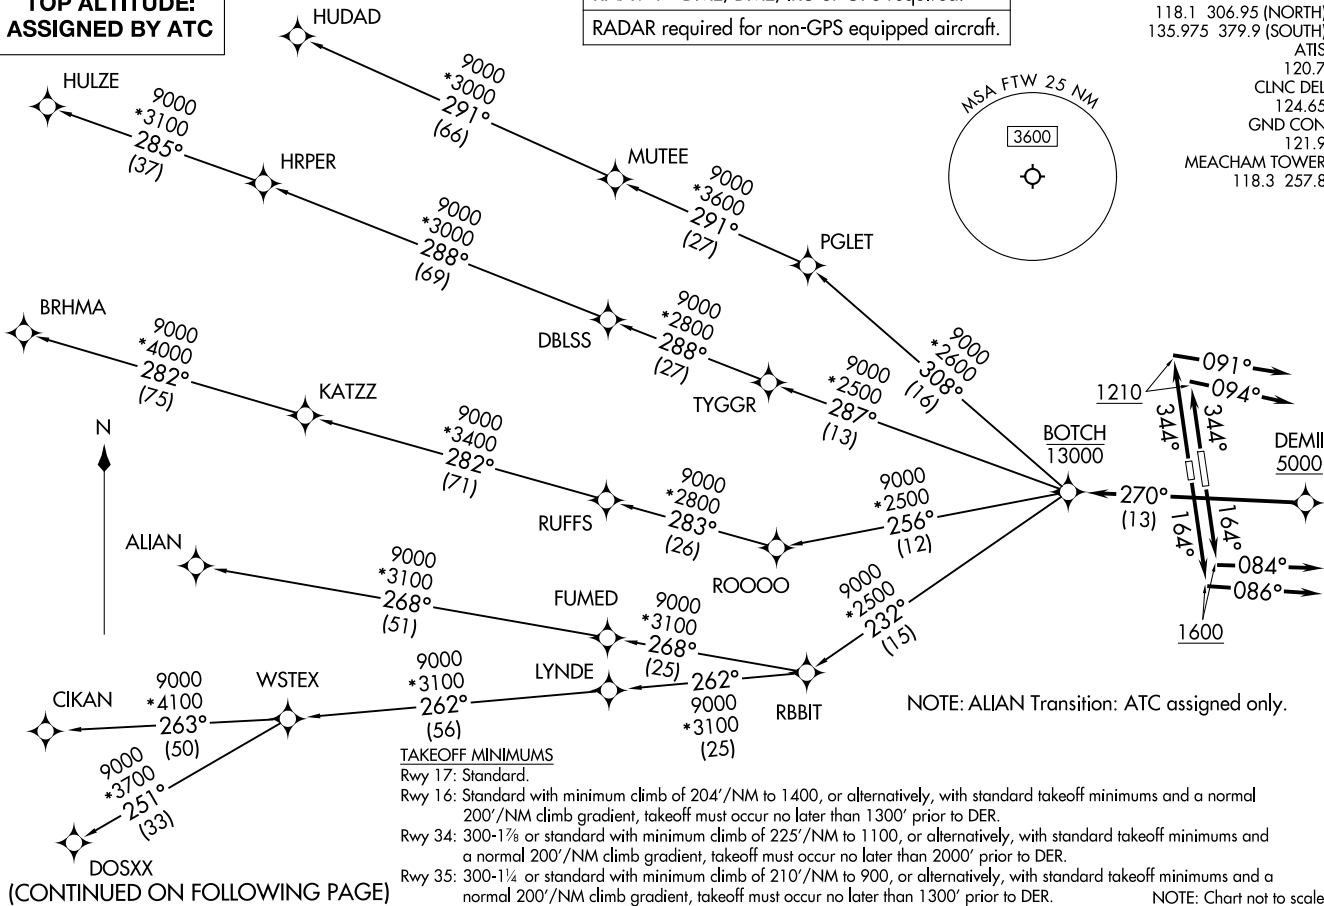 TOP ALTITUDE:
ASSIGNED BY ATC
RADAR required for non-GPS equipped aircraft.
118.1 306.95 (NORTH)
135.975 379.9 (SOUTH)
ATIS
120.7
CLNC DEL
124.65
GND CON
121.9
MEACHAM TOWER
118.3 257.8
MSA FTW 25 NM
3600
HUDAD
9000
*3000
291°
(66)
HULZE
9000
*3100
285°
(37)
HRPER
MUTEE
9000
*3600
291°
(27)
PGLET
9000
*3000
288°
(69)
DBLSS
9000
*2800
288°
(27)
TYGGR
9000
*2500
287°
(13)
9000
*2600
308°
(16)
BRHMA
9000
*4000
282°
(75)
KATZZ
9000
*3400
282°
(71)
RUFFS
9000
*2800
283°
(26)
ROOOO
9000
*2500
256°
(12)
BOTCH
13000
270°
(13)
DEMII
5000
1210
091°
094°
344°
344°
164°
164°
084°
086°
1600
N
ALIAN
9000
*3100
268°
(51)
FUMED
9000
*3100
268°
(25)
9000
*2500
232°
(15)
RBBIT
LYNDE
262°
9000
*3100
(25)
9000
*3100
262°
(56)
WSTEX
CIKAN
9000
*4100
263°
(50)
9000
*3700
251°
(33)
DOSXX
NOTE: ALIAN Transition: ATC assigned only.
TAKEOFF MINIMUMS
Rwy 17: Standard.
Rwy 16: Standard with minimum climb of 204'/NM to 1400, or alternatively, with standard takeoff minimums and a normal
200'/NM climb gradient, takeoff must occur no later than 1300' prior to DER.
Rwy 34: 300-1⅞ or standard with minimum climb of 225'/NM to 1100, or alternatively, with standard takeoff minimums and
a normal 200'/NM climb gradient, takeoff must occur no later than 2000' prior to DER.
Rwy 35: 300-1¼ or standard with minimum climb of 210'/NM to 900, or alternatively, with standard takeoff minimums and a
normal 200'/NM climb gradient, takeoff must occur no later than 1300' prior to DER.
(CONTINUED ON FOLLOWING PAGE)
NOTE: Chart not to scale